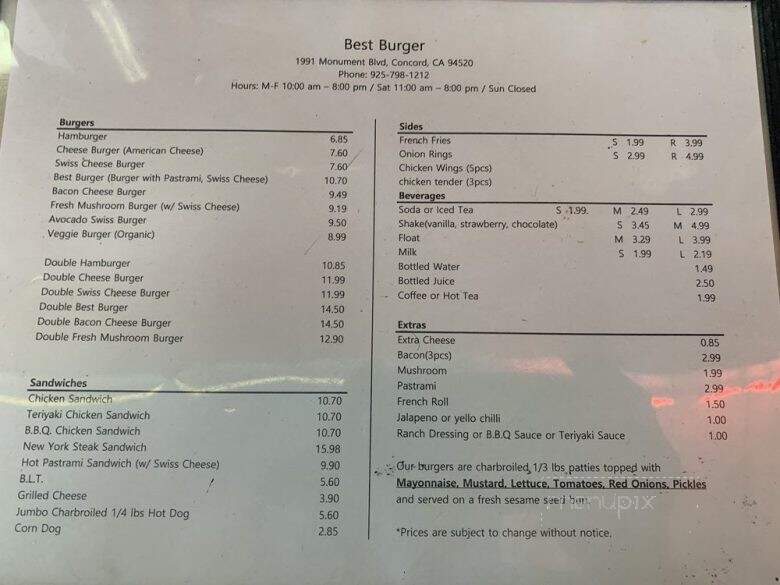 Best Burger
1991 Monument Blvd, Concord, CA 94520
Phone: 925-798-1212
Hours: M-F 10:00 am – 8:00 pm / Sat 11:00 am – 8:00 pm / Sun Closed
Burgers
Hamburger 6.85
Cheese Burger (American Cheese) 7.60
Swiss Cheese Burger 7.60
Best Burger (Burger with Pastrami, Swiss Cheese) 10.70
Bacon Cheese Burger 9.49
Fresh Mushroom Burger (w/ Swiss Cheese) 9.19
Avocado Swiss Burger 9.50
Veggie Burger (Organic) 8.99
Double Hamburger 10.85
Double Cheese Burger 11.99
Double Swiss Cheese Burger 11.99
Double Best Burger 14.50
Double Bacon Cheese Burger 14.50
Double Fresh Mushroom Burger 12.90
Sandwiches
Chicken Sandwich 10.70
Teriyaki Chicken Sandwich 10.70
B.B.Q. Chicken Sandwich 10.70
New York Steak Sandwich 15.98
Hot Pastrami Sandwich (w/ Swiss Cheese) 9.90
B.L.T. 5.60
Grilled Cheese 3.90
Jumbo Charbroiled 1/4 lbs Hot Dog 5.60
Corn Dog 2.85
Sides
French Fries S 1.99 R 3.99
Onion Rings S 2.99 R 4.99
Chicken Wings (5pcs)
chicken tender (3pcs)
Beverages
Soda or Iced Tea S 1.99. M 2.49 L 2.99
Shake(vanilla, strawberry, chocolate) S 3.45 M 4.99
Float M 3.29 L 3.99
Milk S 1.99 L 2.19
Bottled Water 1.49
Bottled Juice 2.50
Coffee or Hot Tea 1.99
Extras
Extra Cheese 0.85
Bacon(3pcs) 2.99
Mushroom 1.99
Pastrami 2.99
French Roll 1.50
Jalapeno or yello chilli 1.00
Ranch Dressing or B.B.Q Sauce or Teriyaki Sauce 1.00
Our burgers are charbroiled 1/3 lbs patties topped with
Mayonnaise, Mustard, Lettuce, Tomatoes, Red Onions, Pickles
and served on a fresh sesame seed bun
menupix
*Prices are subject to change without notice.